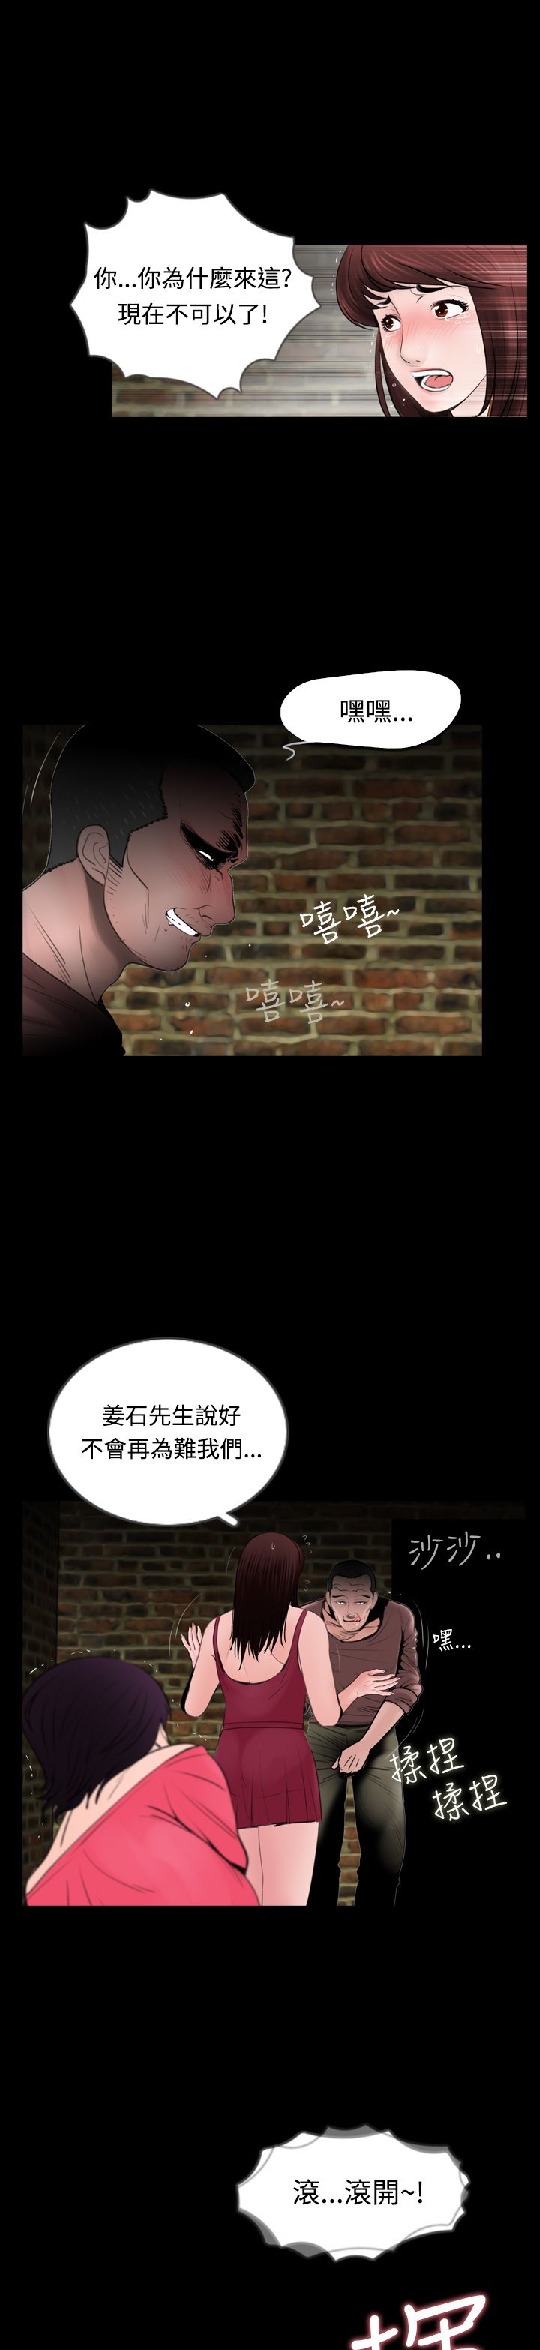 你...你為什麼來這?
現在不可以了!
嘿嘿...
嘻嘻~
嘻嘻~
姜石先生說好
不會再為難我們...
沙沙..
嘿...
揉捏
揉捏
滾...滾開~!